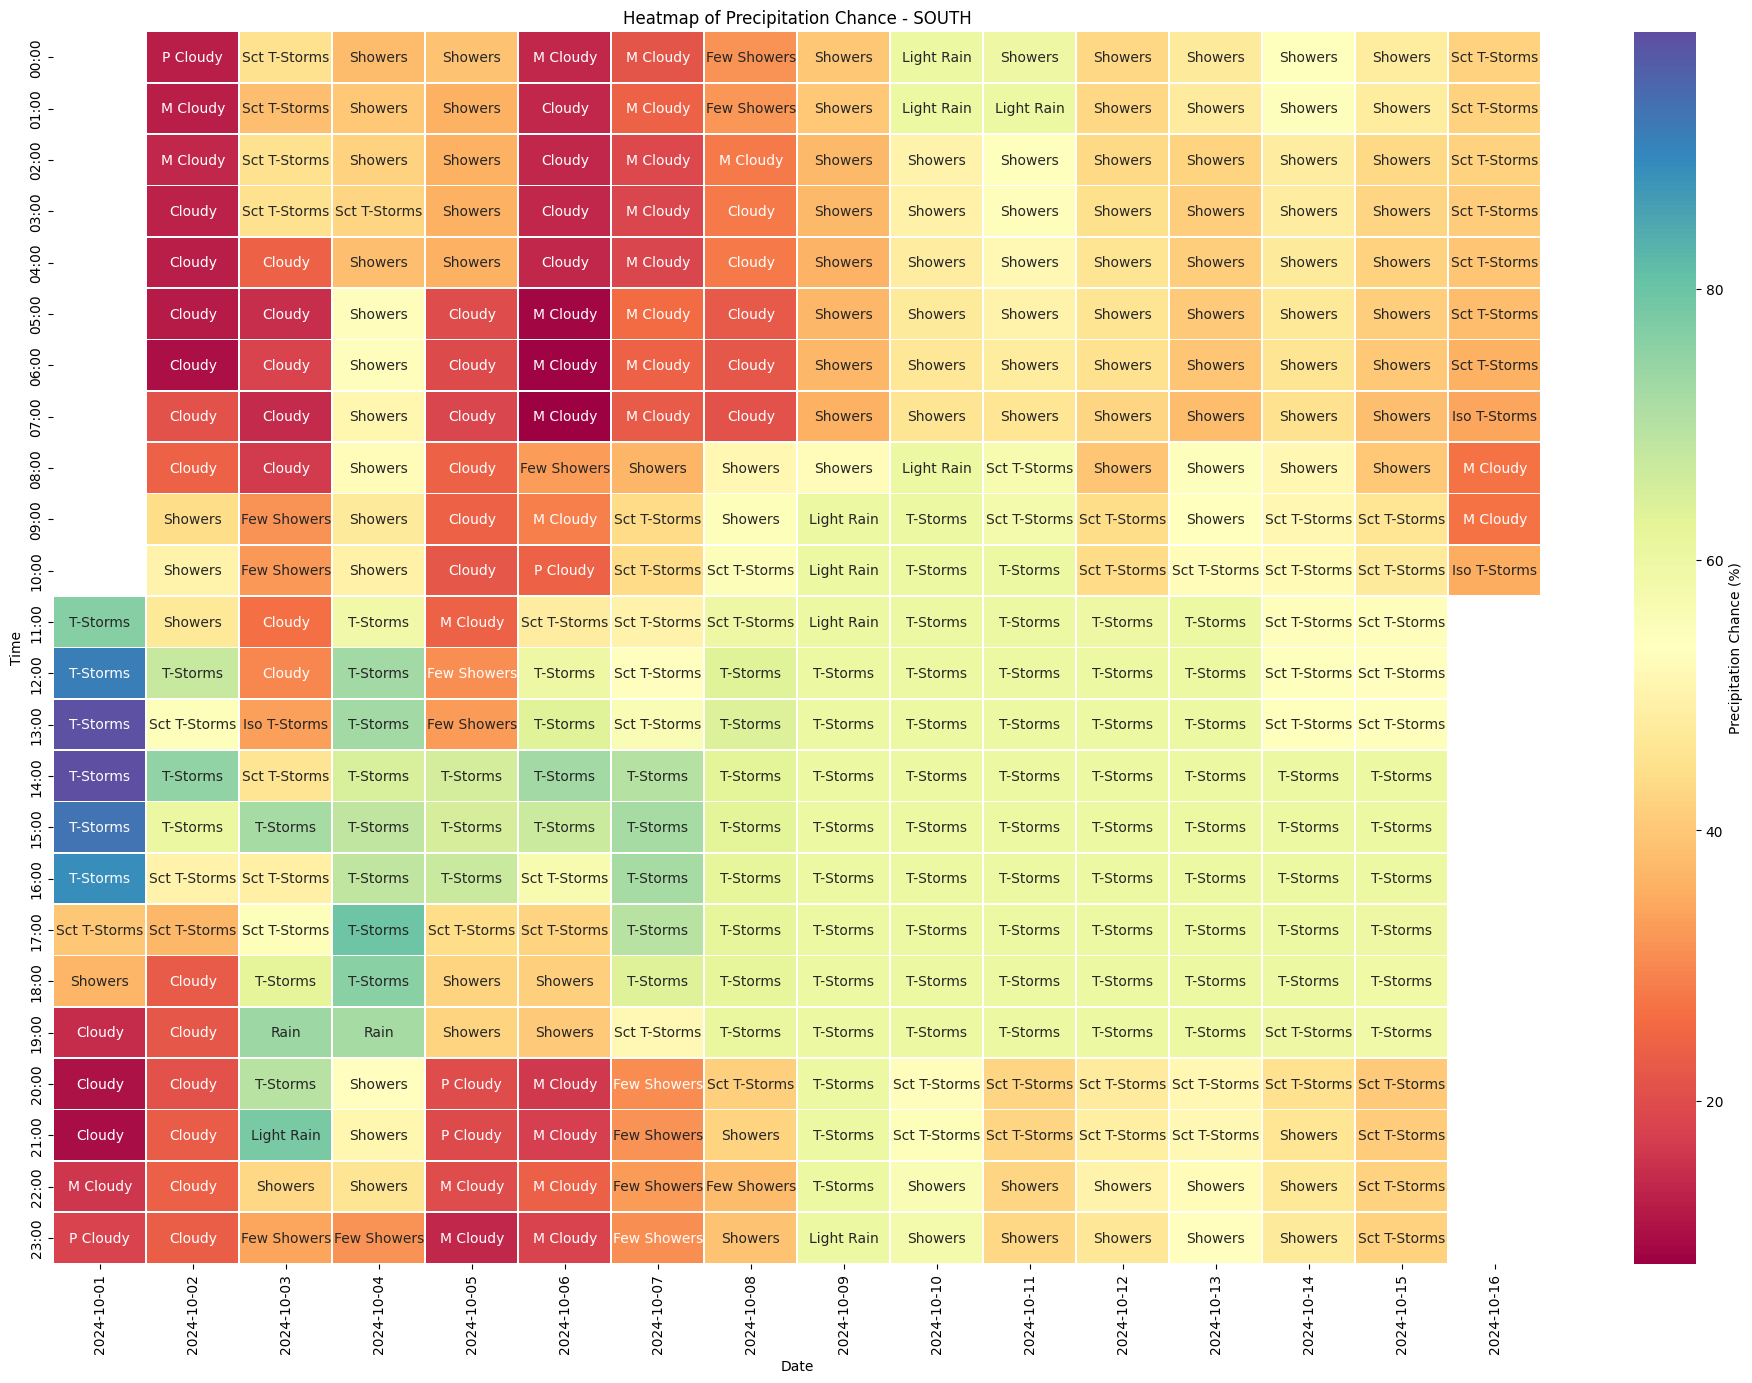 Heatmap of Precipitation Chance - SOUTH
00:00 P Cloudy Sct T-Storms Showers Showers M Cloudy M Cloudy Few Showers Showers Light Rain Showers Showers Showers Showers Showers Sct T-Storms
01:00 M Cloudy Sct T-Storms Showers Showers Cloudy M Cloudy Few Showers Showers Light Rain Light Rain Showers Showers Showers Showers Sct T-Storms
02:00 M Cloudy Sct T-Storms Showers Showers Cloudy M Cloudy M Cloudy Showers Showers Showers Showers Showers Showers Showers Sct T-Storms
03:00 Cloudy Sct T-Storms Sct T-Storms Showers Cloudy M Cloudy Cloudy Showers Showers Showers Showers Showers Showers Showers Sct T-Storms
04:00 Cloudy Cloudy Showers Showers Cloudy M Cloudy Cloudy Showers Showers Showers Showers Showers Showers Showers Sct T-Storms
05:00 Cloudy Cloudy Showers Cloudy M Cloudy M Cloudy Cloudy Showers Showers Showers Showers Showers Showers Showers Sct T-Storms
80
06:00 Cloudy Cloudy Showers Cloudy M Cloudy M Cloudy Cloudy Showers Showers Showers Showers Showers Showers Showers Sct T-Storms
07:00 Cloudy Cloudy Showers Cloudy M Cloudy M Cloudy Cloudy Showers Showers Showers Showers Showers Showers Showers Iso T-Storms
08:00 Cloudy Cloudy Showers Cloudy Few Showers Showers Showers Showers Light Rain Sct T-Storms Showers Showers Showers Showers M Cloudy
09:00 Showers Few Showers Showers Cloudy M Cloudy Sct T-Storms Showers Light Rain T-Storms Sct T-Storms Sct T-Storms Showers Sct T-Storms Sct T-Storms M Cloudy
10:00 Showers Few Showers Showers Cloudy P Cloudy Sct T-Storms Sct T-Storms Light Rain T-Storms T-Storms Sct T-Storms Sct T-Storms Sct T-Storms Sct T-Storms Iso T-Storms
60
11:00 T-Storms Showers Cloudy T-Storms M Cloudy Sct T-Storms Sct T-Storms Sct T-Storms Light Rain T-Storms T-Storms T-Storms T-Storms Sct T-Storms Sct T-Storms
Time
Precipitation Chance (%)
12:00 T-Storms T-Storms Cloudy T-Storms Few Showers T-Storms Sct T-Storms T-Storms T-Storms T-Storms T-Storms T-Storms T-Storms Sct T-Storms Sct T-Storms
13:00 T-Storms Sct T-Storms Iso T-Storms T-Storms Few Showers T-Storms Sct T-Storms T-Storms T-Storms T-Storms T-Storms T-Storms T-Storms Sct T-Storms Sct T-Storms
14:00 T-Storms T-Storms Sct T-Storms T-Storms T-Storms T-Storms T-Storms T-Storms T-Storms T-Storms T-Storms T-Storms T-Storms T-Storms T-Storms
15:00 T-Storms T-Storms T-Storms T-Storms T-Storms T-Storms T-Storms T-Storms T-Storms T-Storms T-Storms T-Storms T-Storms T-Storms T-Storms
40
16:00 T-Storms Sct T-Storms Sct T-Storms T-Storms T-Storms Sct T-Storms T-Storms T-Storms T-Storms T-Storms T-Storms T-Storms T-Storms T-Storms T-Storms
17:00 Sct T-Storms Sct T-Storms Sct T-Storms T-Storms Sct T-Storms Sct T-Storms T-Storms T-Storms T-Storms T-Storms T-Storms T-Storms T-Storms T-Storms T-Storms
18:00 Showers Cloudy T-Storms T-Storms Showers Showers T-Storms T-Storms T-Storms T-Storms T-Storms T-Storms T-Storms T-Storms T-Storms
19:00 Cloudy Cloudy Rain Rain Showers Showers Sct T-Storms T-Storms T-Storms T-Storms T-Storms T-Storms T-Storms Sct T-Storms T-Storms
20:00 Cloudy Cloudy T-Storms Showers P Cloudy M Cloudy Few Showers Sct T-Storms T-Storms Sct T-Storms Sct T-Storms Sct T-Storms Sct T-Storms Sct T-Storms Sct T-Storms
20
21:00 Cloudy Cloudy Light Rain Showers P Cloudy M Cloudy Few Showers Showers T-Storms Sct T-Storms Sct T-Storms Sct T-Storms Sct T-Storms Showers Sct T-Storms
22:00 M Cloudy Cloudy Showers Showers M Cloudy M Cloudy Few Showers Few Showers T-Storms Showers Showers Showers Showers Showers Sct T-Storms
23:00 P Cloudy Cloudy Few Showers Few Showers M Cloudy M Cloudy Few Showers Showers Light Rain Showers Showers Showers Showers Showers Sct T-Storms
2024-10-01 2024-10-02 2024-10-03 2024-10-04 2024-10-05 2024-10-06 2024-10-07 2024-10-08 2024-10-09 2024-10-10 2024-10-11 2024-10-12 2024-10-13 2024-10-14 2024-10-15 2024-10-16
Date